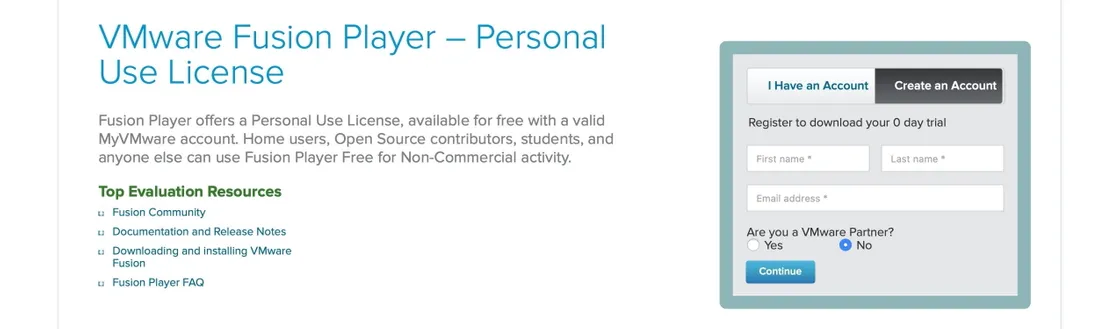 VMware Fusion Player – Personal
Use License
Fusion Player offers a Personal Use License, available for free with a valid
MyVMware account. Home users, Open Source contributors, students, and
anyone else can use Fusion Player Free for Non-Commercial activity.
Top Evaluation Resources
Fusion Community
Documentation and Release Notes
Downloading and installing VMware
Fusion
Fusion Player FAQ
I Have an Account
Create an Account
Register to download your 0 day trial
First name *
Last name *
Email address *
Are you a VMware Partner?
Yes
No
Continue